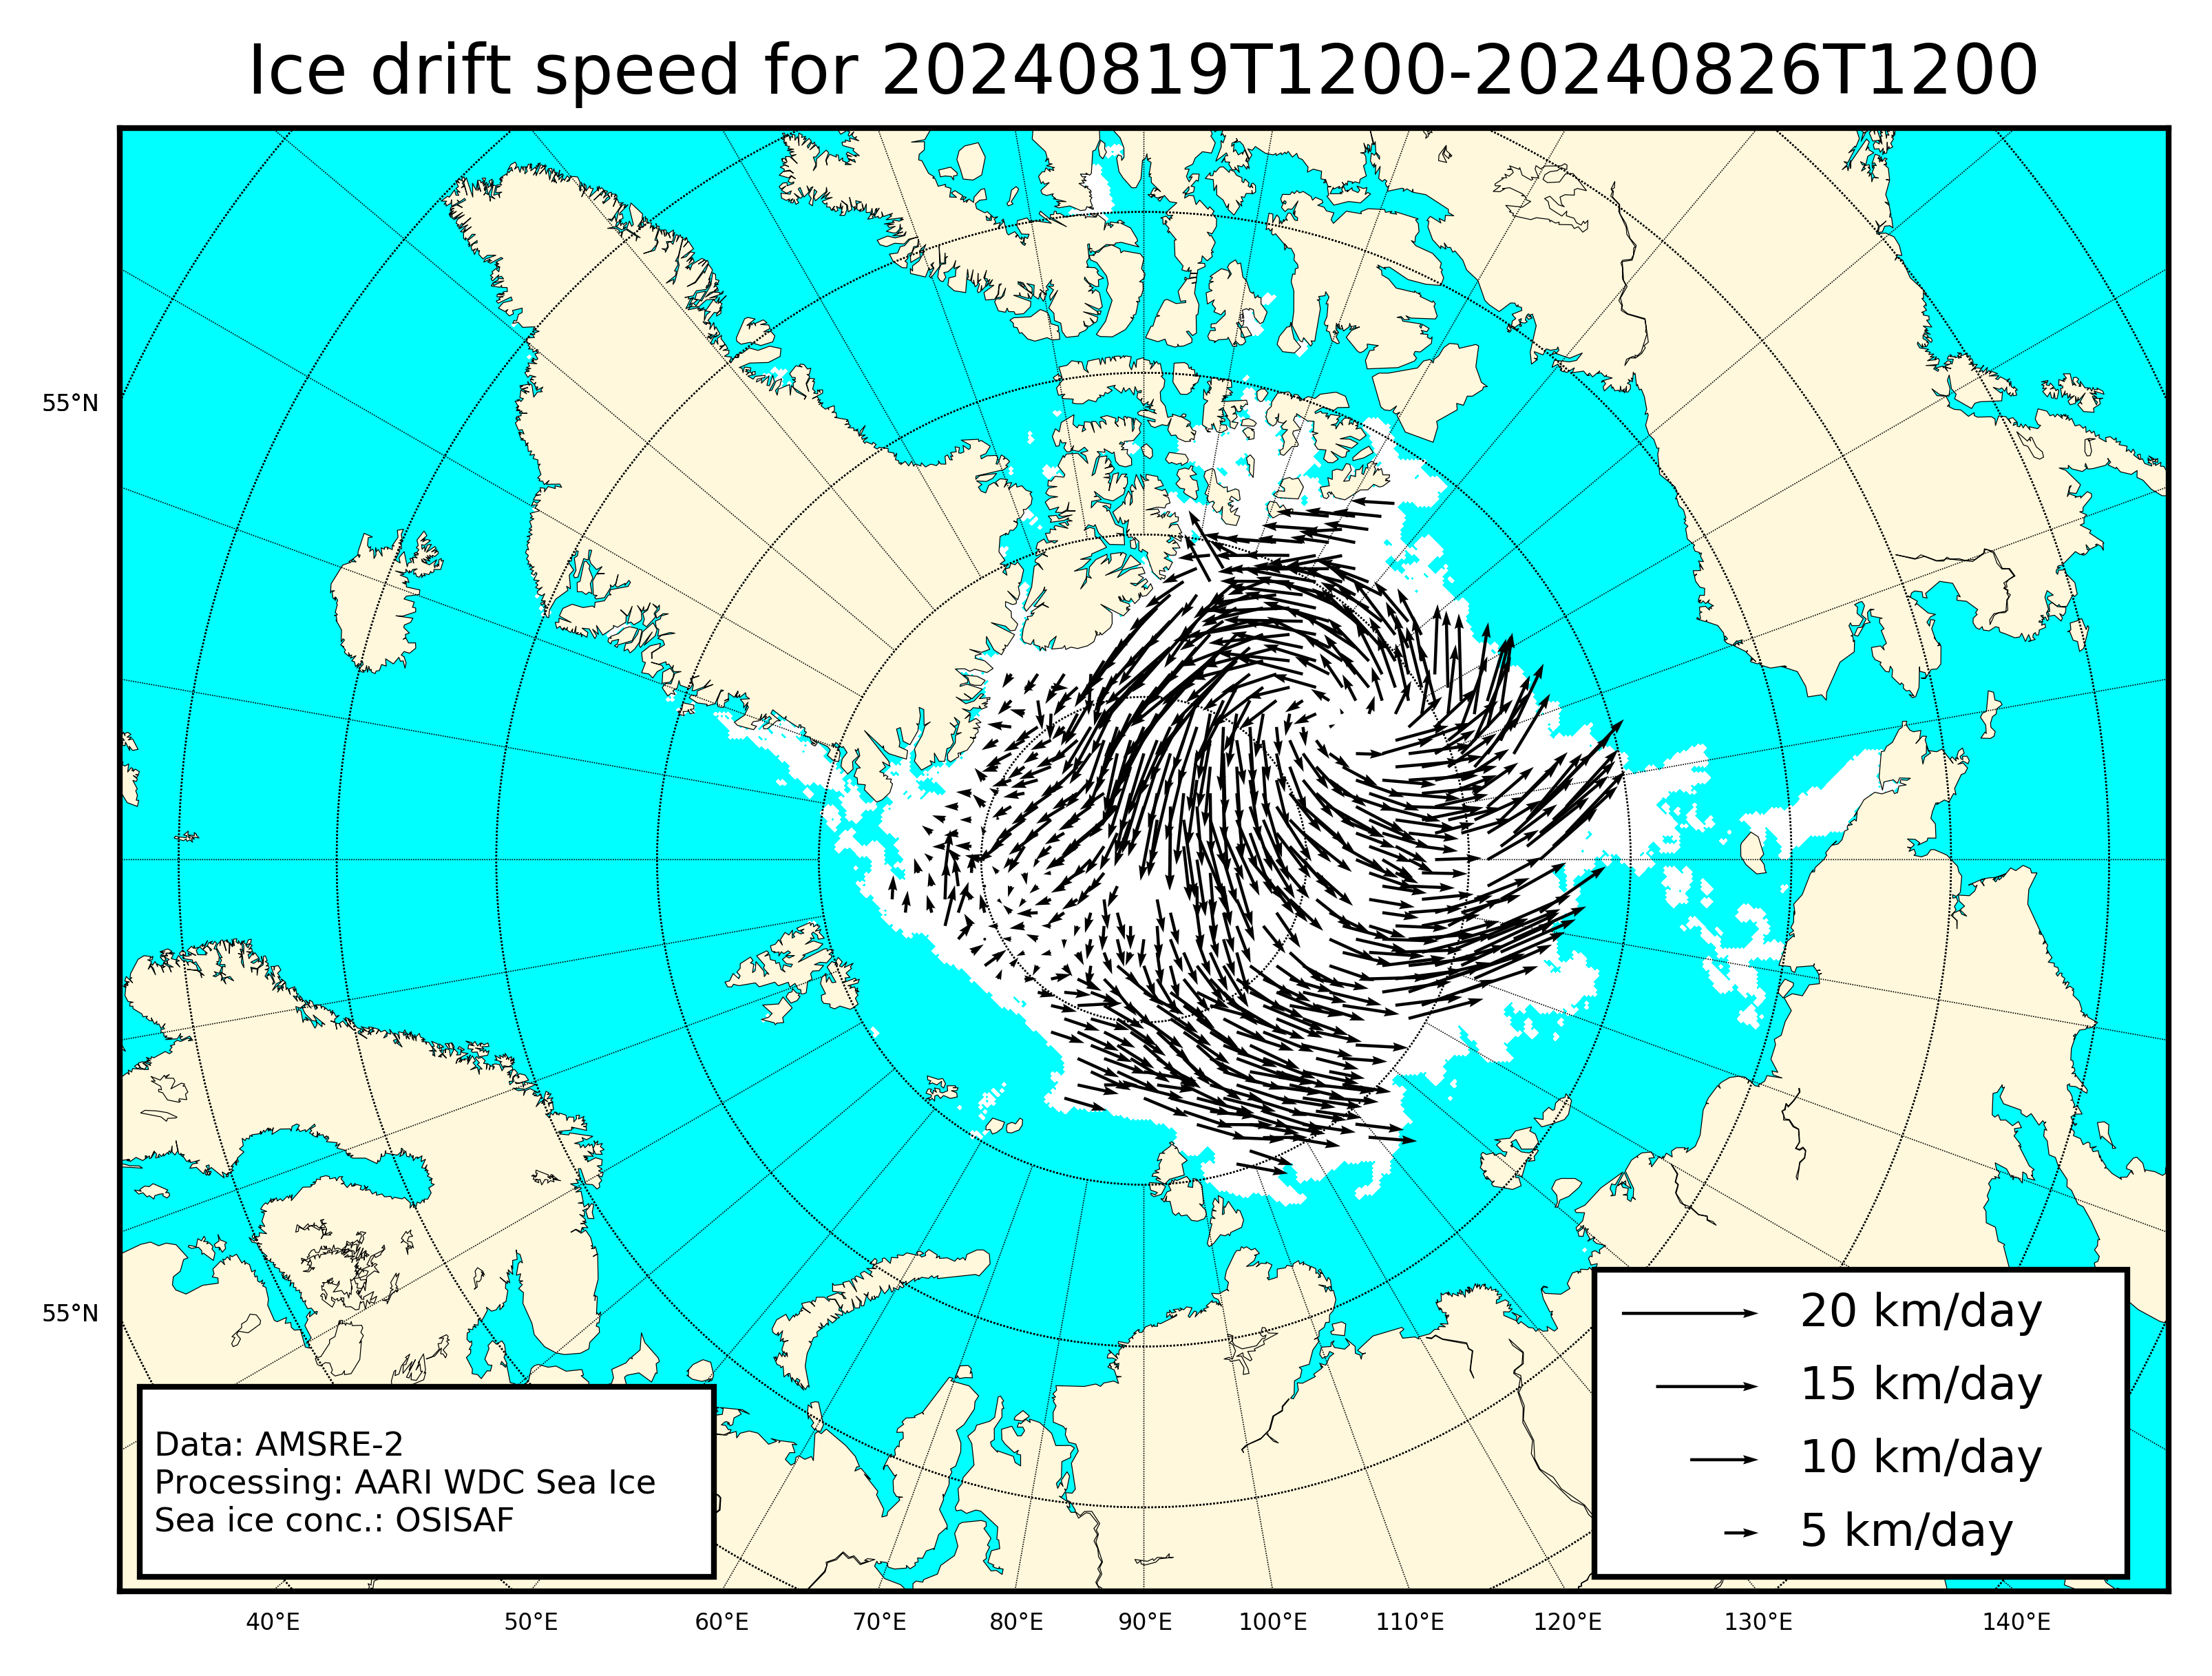 Ice drift speed for 20240819T1200-20240826T1200
55°N
55°N
20 km/day
15 km/day
10 km/day
5 km/day
Data: AMSRE-2
Processing: AARI WDC Sea Ice
Sea ice conc.: OSISAF
40°E 50°E 60°E 70°E 80°E 90°E 100°E 110°E 120°E 130°E 140°E